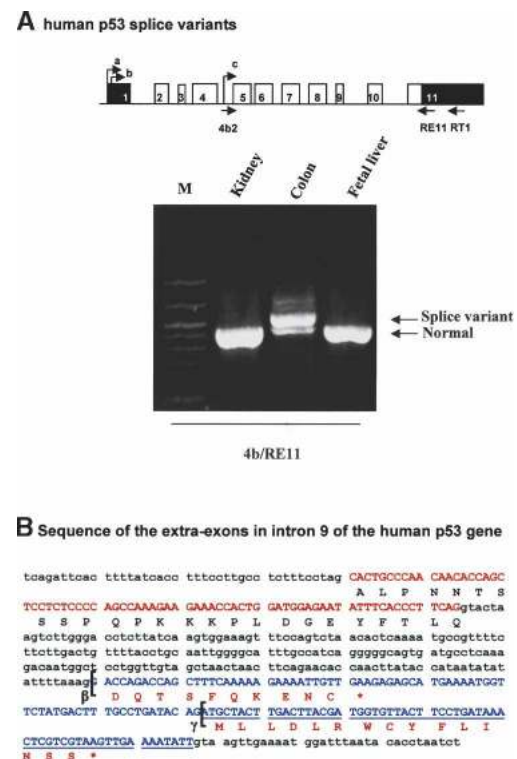 A human p53 splice variants
a
b
c
1 2 3 4 5 6 7 8 9 10 11
4b2 RE11 RT1
M Kidney Colon Fetal liver
Splice variant
Normal
4b/RE11
B Sequence of the extra-exons in intron 9 of the human p53 gene
tcagattcac ttttatcacc tttccttgcc tctttcctag CACTGCCCAA CAACACCAGC
A L P N N T S
TCCTCTCCCC AGCCAAAGAA GAAACCACTG GATGGAGAAT ATTTCACCCT TCAGgtacta
S S P Q P K K K P L D G E Y F T L Q
agtcttggga cctcttatca agtggaaagt ttccagtcta acactcaaaa tgccgttttc
ttcttgactg ttttacctgc aattggggca tttgccatca gggggcagtg atgcctcaaa
gacaatggct cctggttgta gctaactaac ttcagaacac caacttatac cataatatat
attttaaagG ACCAGACCAG CTTTCAAAAA GAAAATTGTT GAAGAGAGCA TGAAAATGGT
β D Q T S F Q K E N C *
TCTATGACTT TGCCTGATAC AGATGCTACT TGACTTACGA TGGTGTTACT TCCTGATAAA
γ M L L D L R W C Y F L I
CTCGTCGTAAGTTGA AAATATTgta aagttgaaaat ggatttaata cacctaatct
N S S *